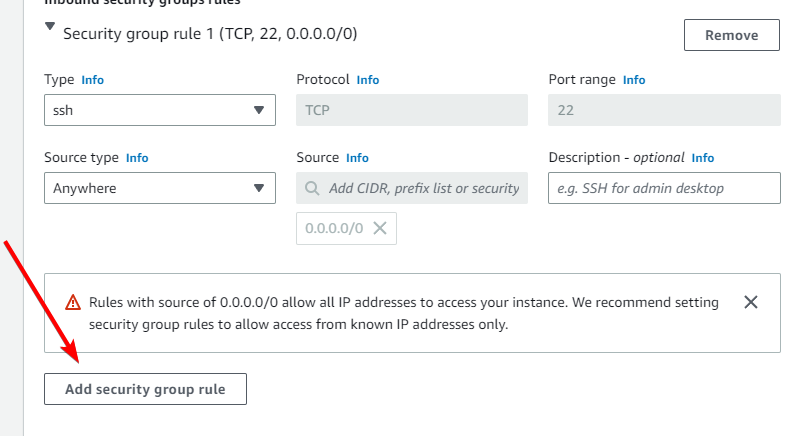 Inbound security groups rules
Security group rule 1 (TCP, 22, 0.0.0.0/0)
Remove
Type Info
Protocol Info
Port range Info
ssh
TCP
22
Source type Info
Source Info
Description - optional Info
Anywhere
Add CIDR, prefix list or security
e.g. SSH for admin desktop
0.0.0.0/0
Rules with source of 0.0.0.0/0 allow all IP addresses to access your instance. We recommend setting
security group rules to allow access from known IP addresses only.
Add security group rule